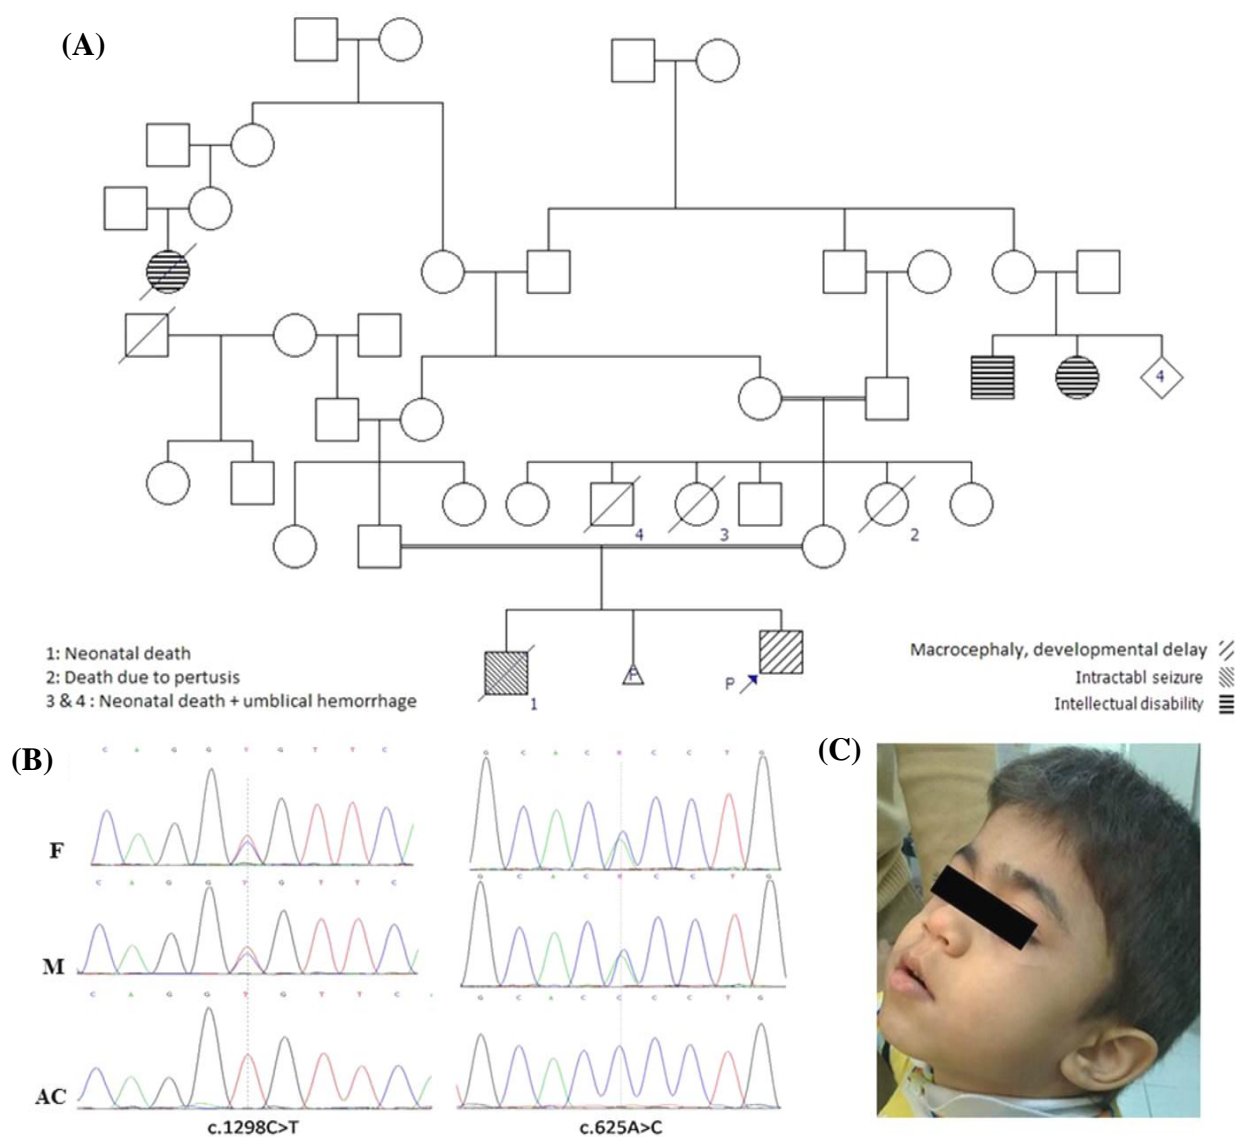 (A)
4
4
3
2
1: Neonatal death
2: Death due to pertusis
3 & 4 : Neonatal death + umblical hemorrhage
1
P
P
Macrocephaly, developmental delay
Intractabl seizure
Intellectual disability
(B)
(C)
C A G G Y G T T C
G C A C M C C T G
F
C A G G Y G T T C
G C A C M C C T G
M
C A G G T G T T C
G C A C C C C T G
AC
c.1298C>T
c.625A>C